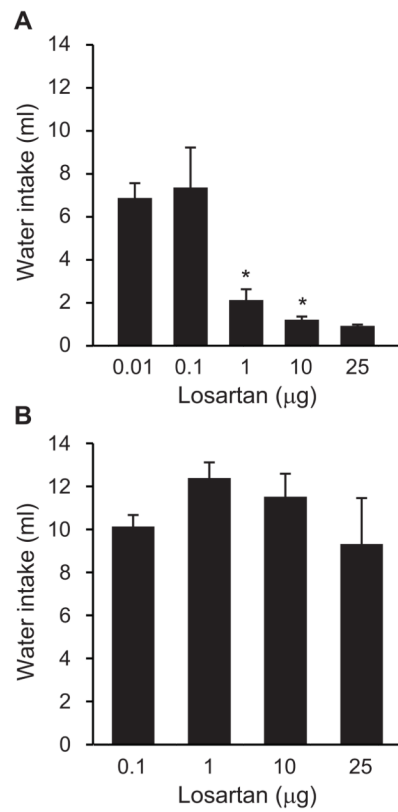 A
Water intake (ml)
14
12
10
8
6
4
2
0
* *
0.01 0.1 1 10 25
Losartan (μg)
B
Water intake (ml)
14
12
10
8
6
4
2
0
0.1 1 10 25
Losartan (μg)